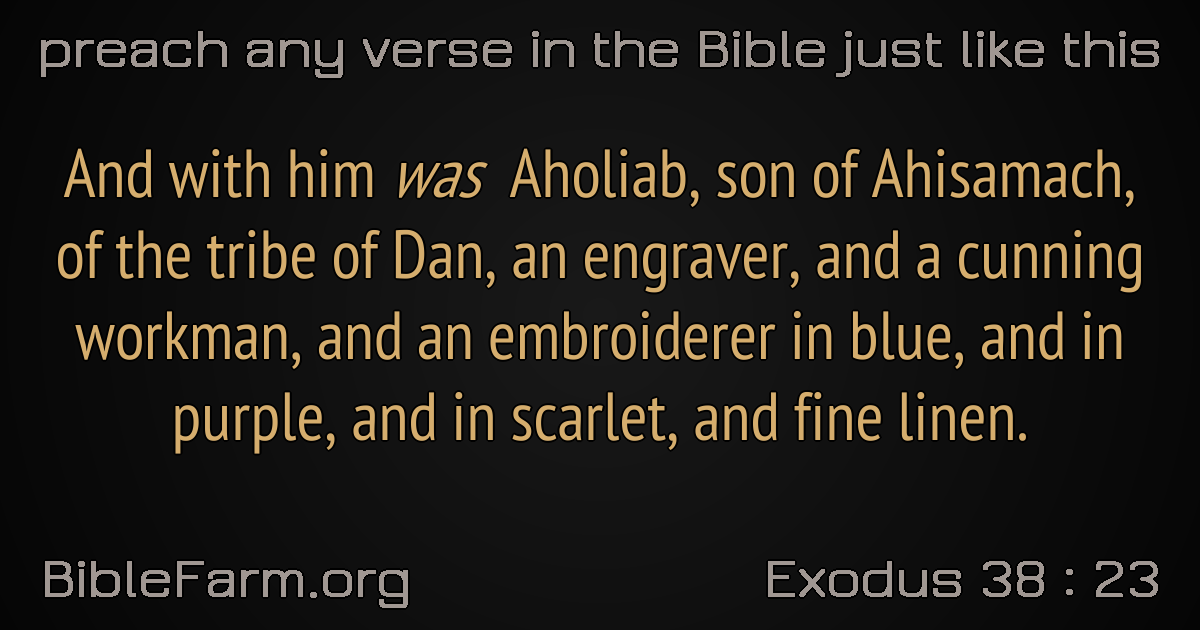 preach any verse in the Bible just like this
And with him was Aholiab, son of Ahisamach,
of the tribe of Dan, an engraver, and a cunning
workman, and an embroiderer in blue, and in
purple, and in scarlet, and fine linen.
BibleFarm.org
Exodus 38 : 23